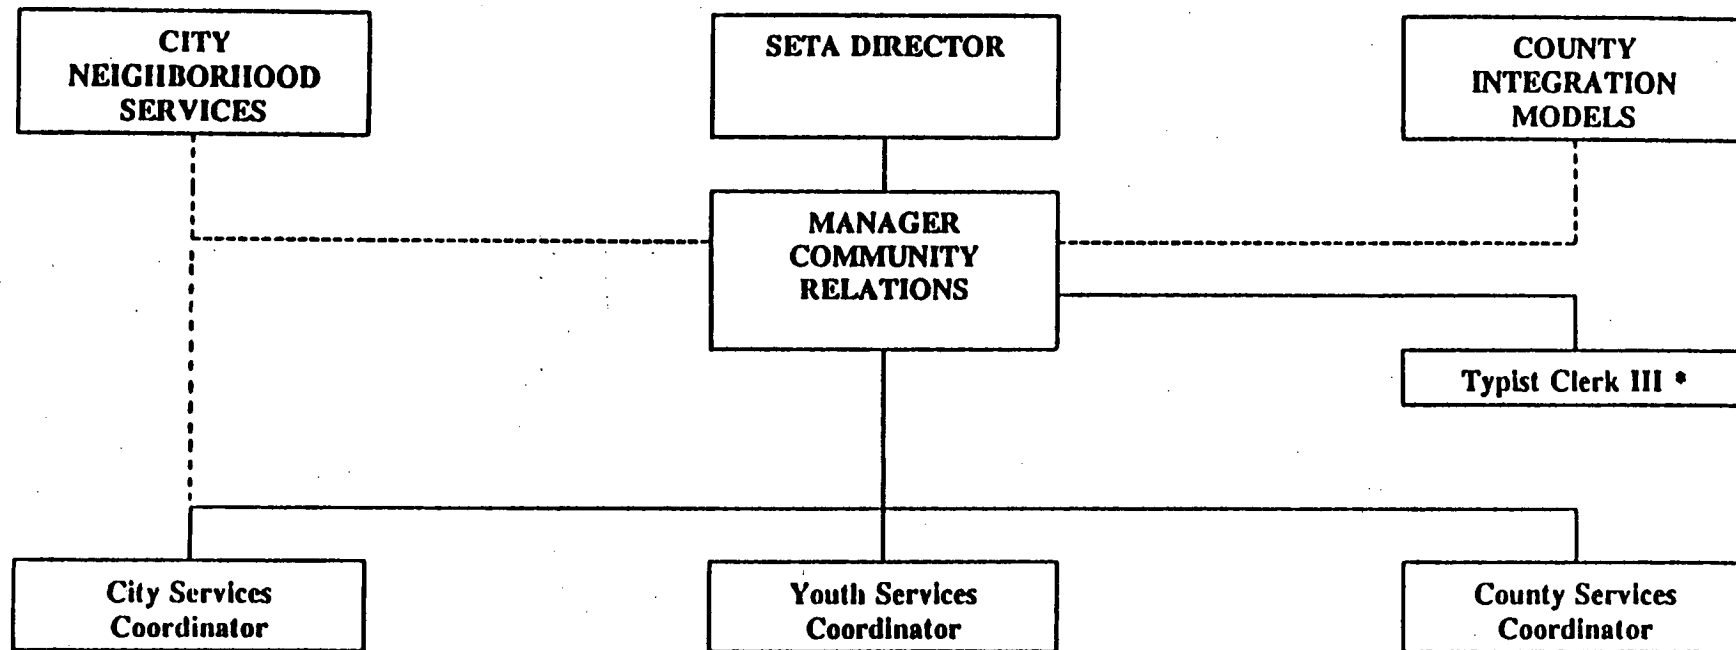 CITY
NEIGHBORHOOD
SERVICES
SETA DIRECTOR
COUNTY
INTEGRATION
MODELS
MANAGER
COMMUNITY
RELATIONS
Typist Clerk III *
City Services
Coordinator
Youth Services
Coordinator
County Services
Coordinator